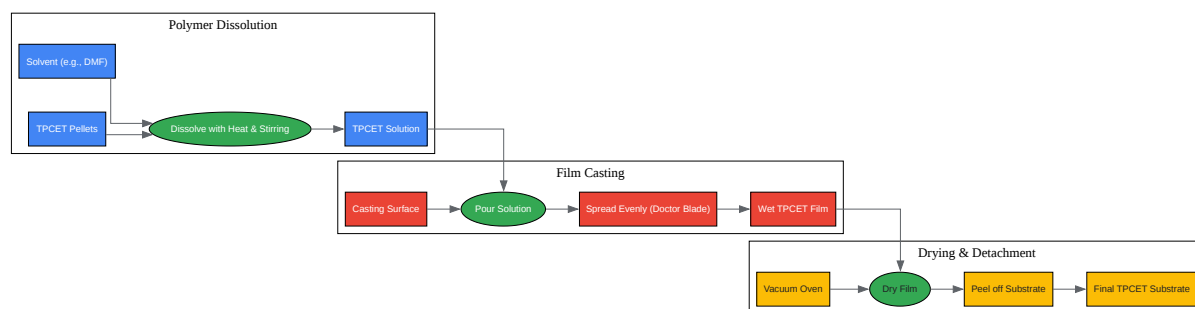 Polymer Dissolution
Solvent (e.g., DMF)
TPCET Pellets
Dissolve with Heat & Stirring
TPCET Solution
Film Casting
Casting Surface
Pour Solution
Spread Evenly (Doctor Blade)
Wet TPCET Film
Drying & Detachment
Vacuum Oven
Dry Film
Peel off Substrate
Final TPCET Substrate